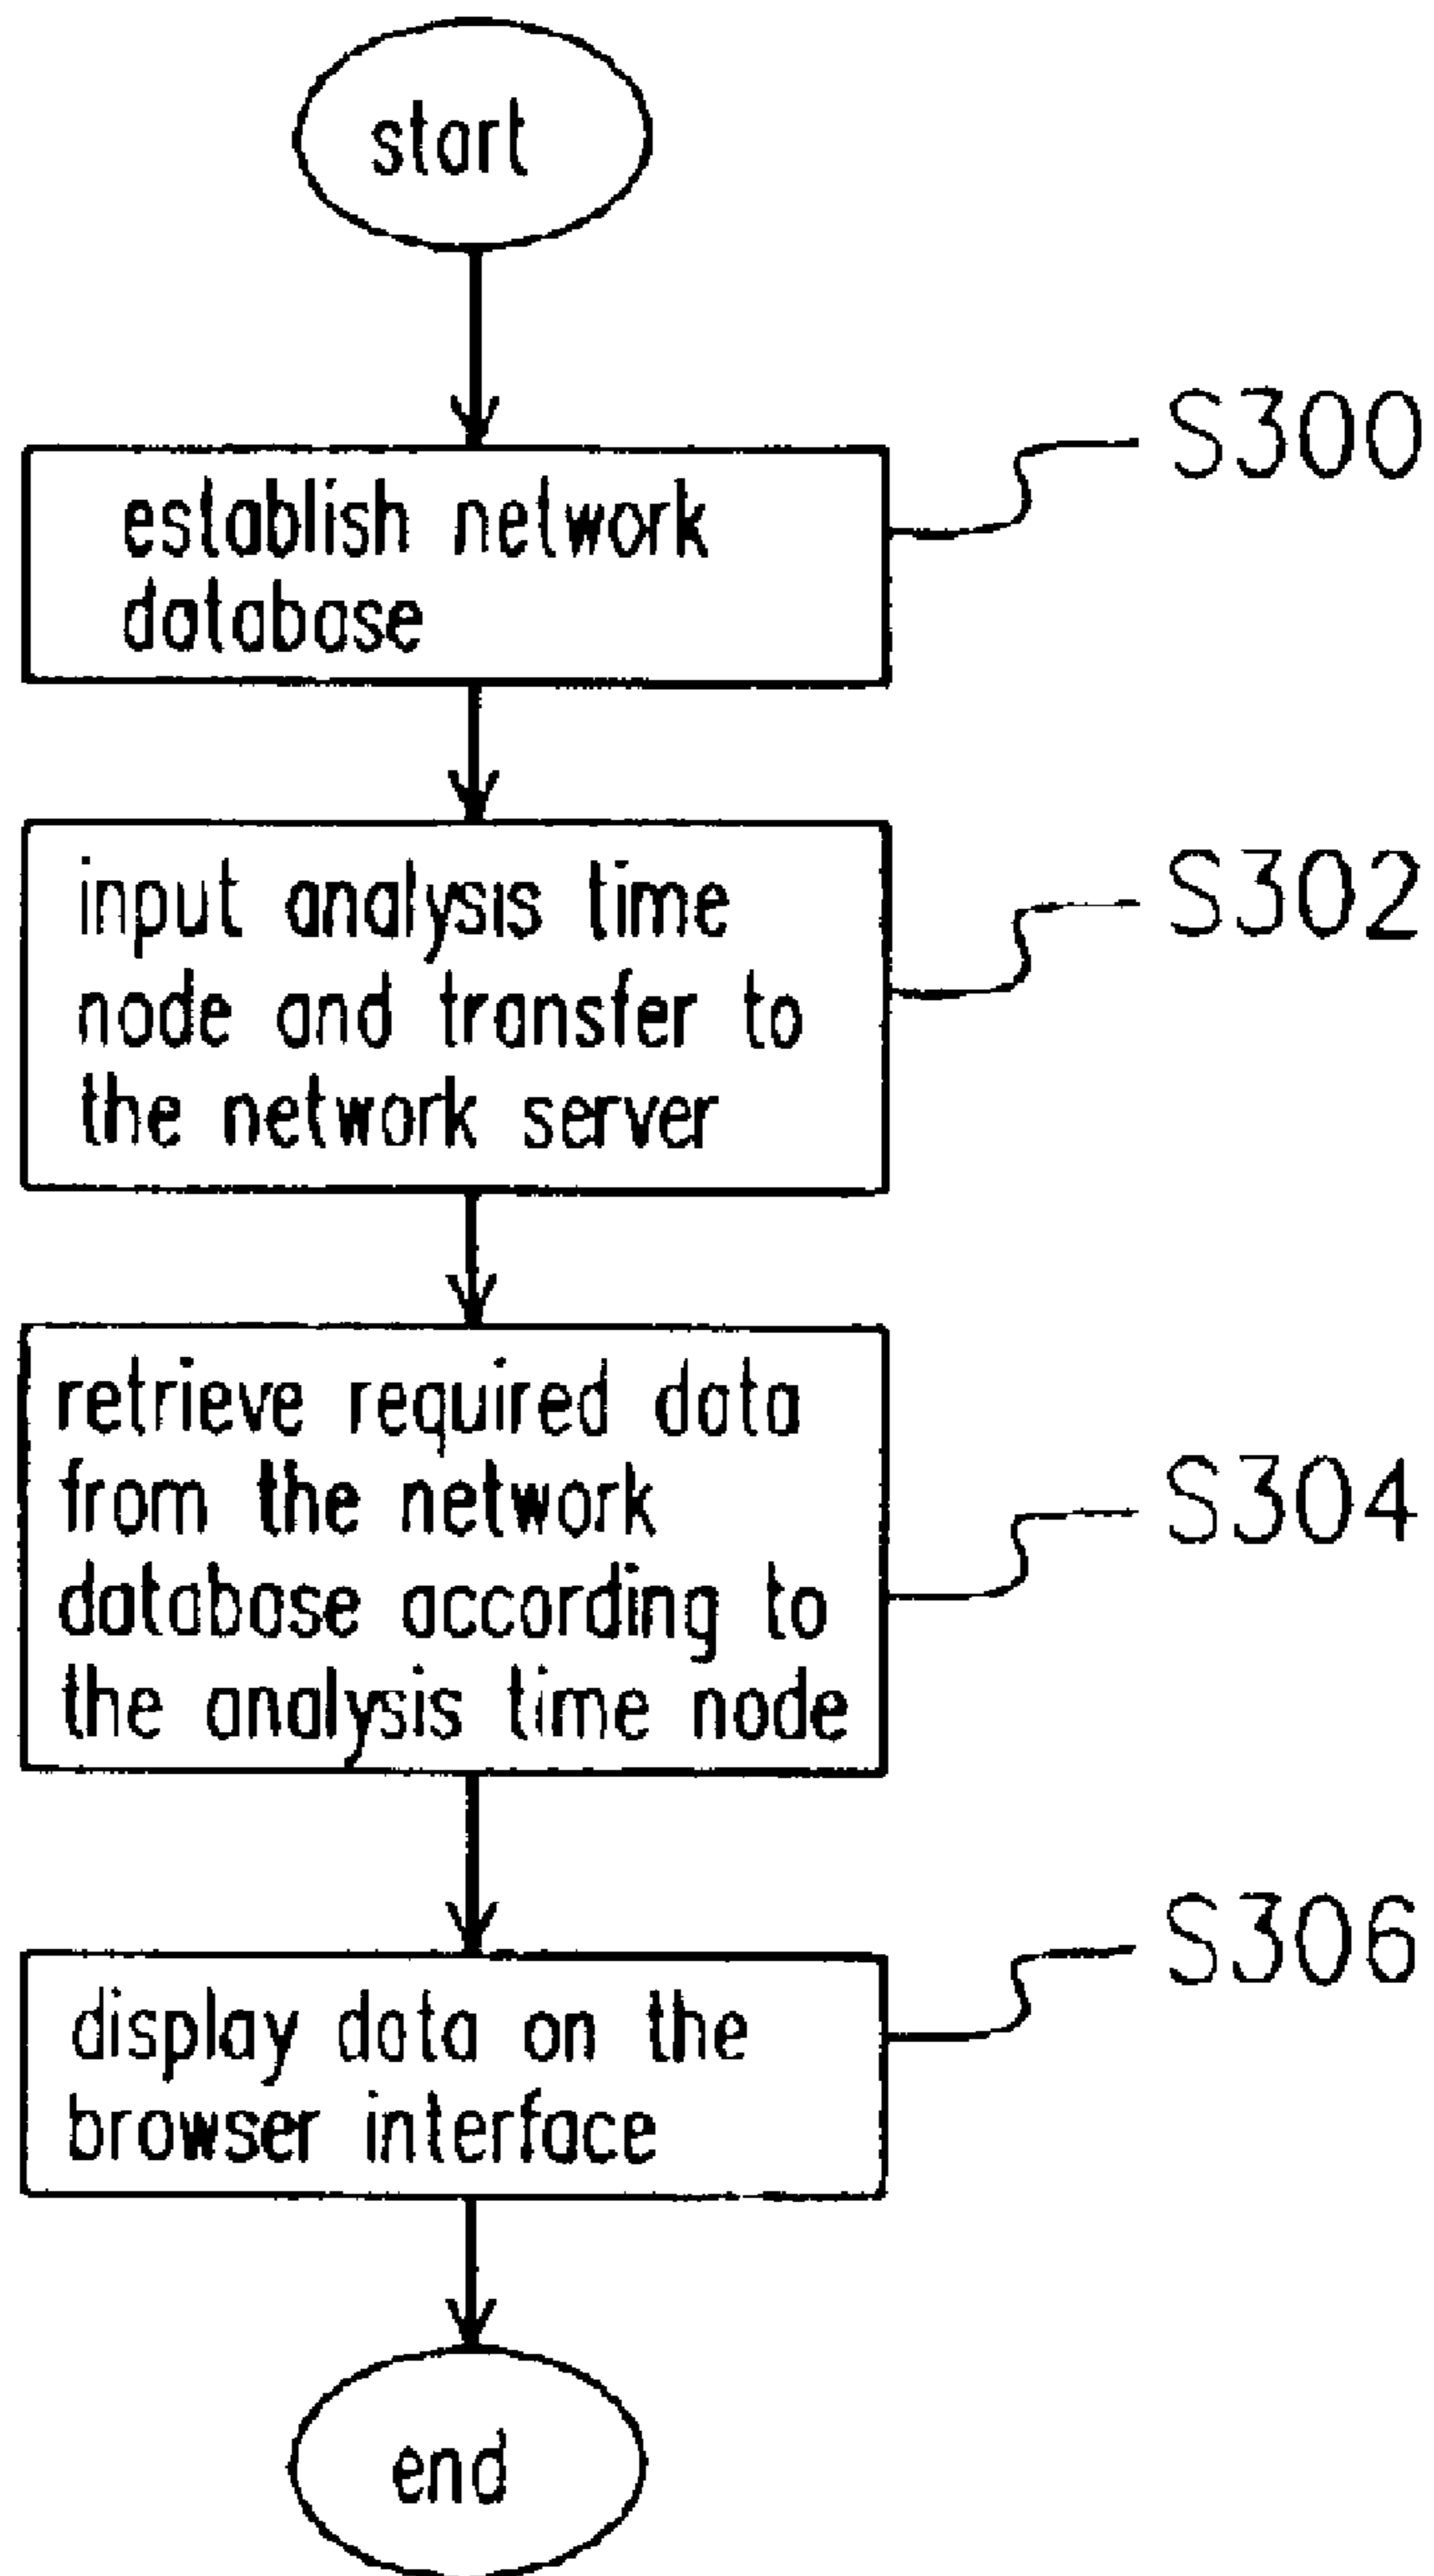 start
establish network
database
S300
input analysis time
node and transfer to
the network server
S302
retrieve required data
from the network
database according to
the analysis time node
S304
display data on the
browser interface
S306
end